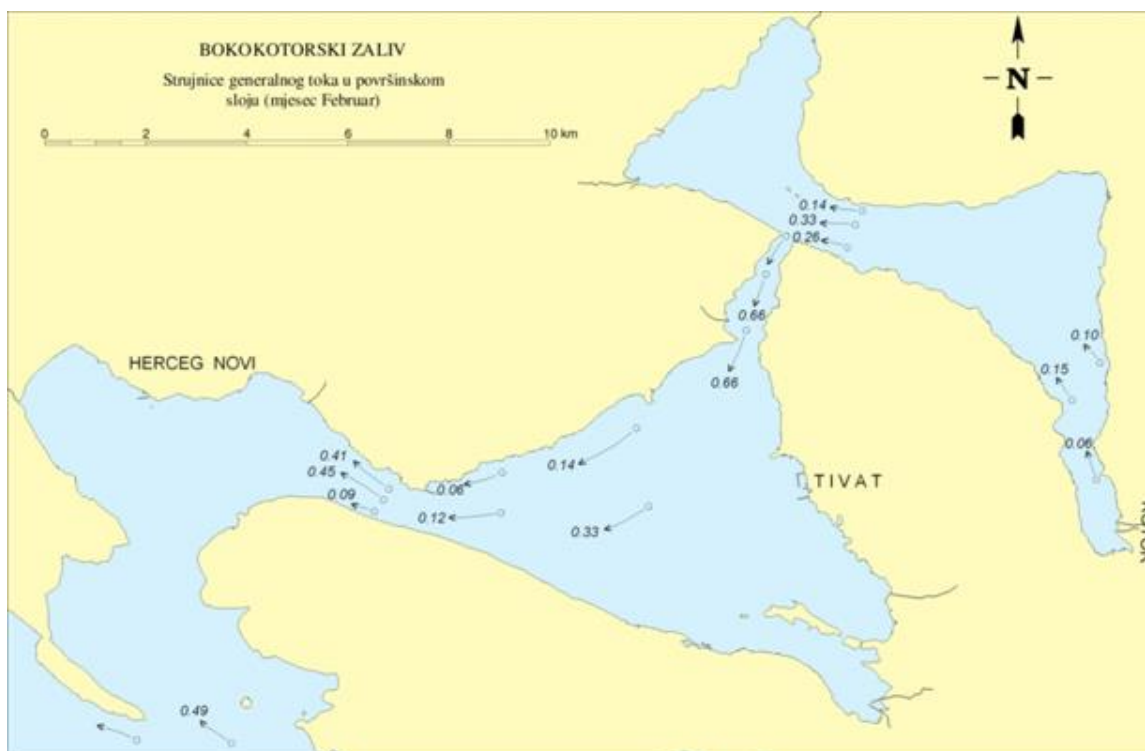 BOKOKOTORSKI ZALIV
Strujnice generalnog toka u površinskom
sloju (mjesec Februar)
0 2 4 6 8 10 km
N
0.14
0.33
0.26
0.66
0.10
HERCEG NOVI
0.15
0.66
0.41
0.06
0.45
0.14
TIVAT
0.06
0.09
0.12
0.33
0.49